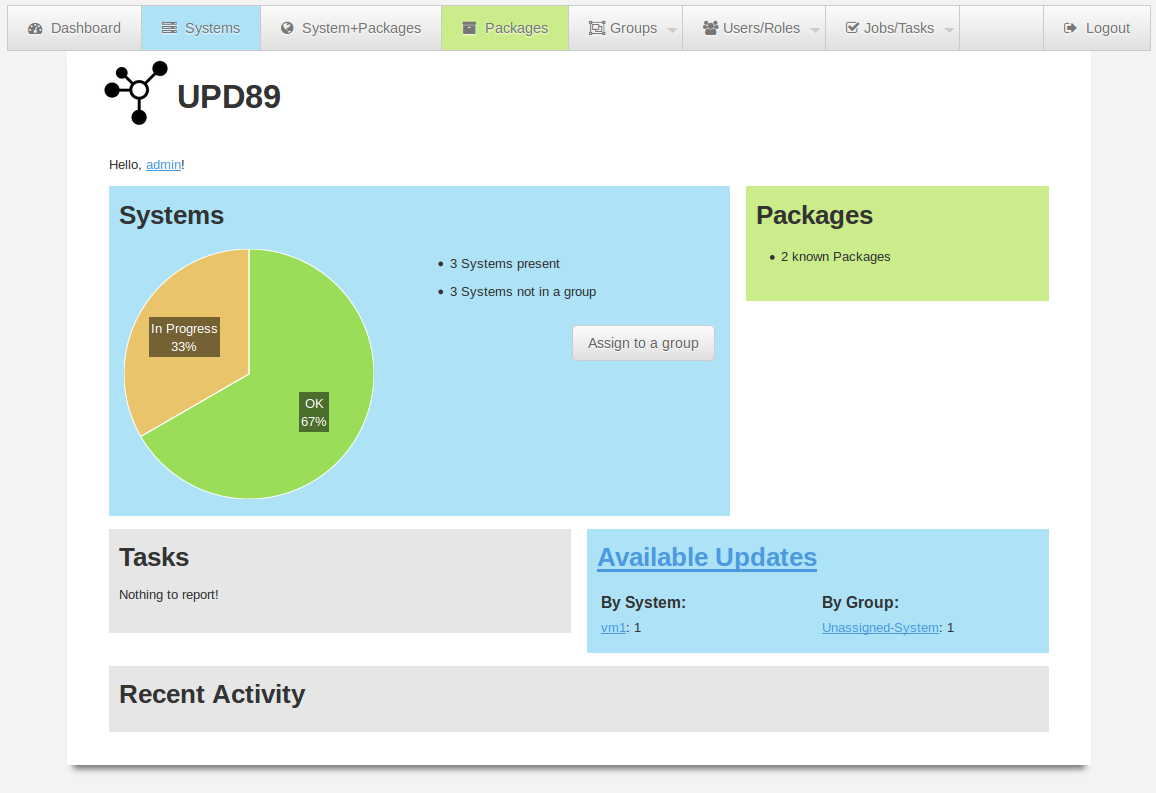 Dashboard Systems System+Packages Packages Groups Users/Roles Jobs/Tasks Logout
UPD89
Hello, admin!
Systems
3 Systems present
3 Systems not in a group
Assign to a group
In Progress
33%
OK
67%
Packages
2 known Packages
Tasks
Nothing to report!
Available Updates
By System:
vm1: 1
By Group:
Unassigned-System: 1
Recent Activity